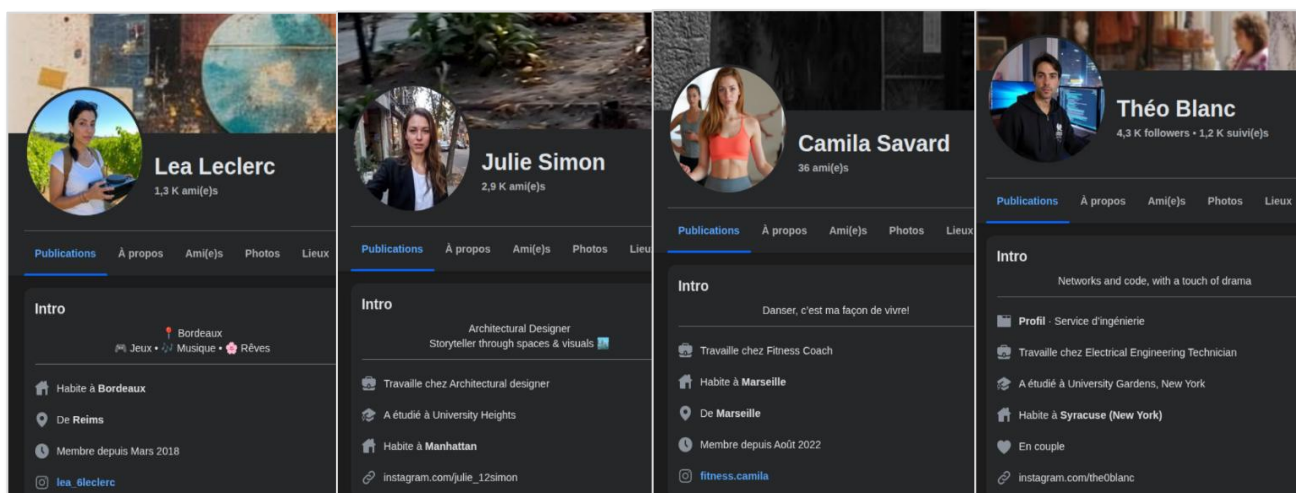 Lea Leclerc
1,3 K ami(e)s
Publications À propos Ami(e)s Photos Lieux
Intro
📍 Bordeaux
🎮 Jeux • 🎶 Musique • 🌸 Rêves
Habite à Bordeaux
De Reims
Membre depuis Mars 2018
lea_6leclerc
Julie Simon
2,9 K ami(e)s
Publications À propos Ami(e)s Photos Lieu
Intro
Architectural Designer
Storyteller through spaces & visuals 🏙️
Travaille chez Architectural designer
A étudié à University Heights
Habite à Manhattan
instagram.com/julie_12simon
Camila Savard
36 ami(e)s
Publications À propos Ami(e)s Photos Lieux
Intro
Danser, c'est ma façon de vivre!
Travaille chez Fitness Coach
Habite à Marseille
De Marseille
Membre depuis Août 2022
fitness.camila
Théo Blanc
4,3 K followers • 1,2 K suivi(e)s
Publications À propos Ami(e)s Photos Lieux
Intro
Networks and code, with a touch of drama
Profil · Service d'ingénierie
Travaille chez Electrical Engineering Technician
A étudié à University Gardens, New York
Habite à Syracuse (New York)
En couple
instagram.com/the0blanc